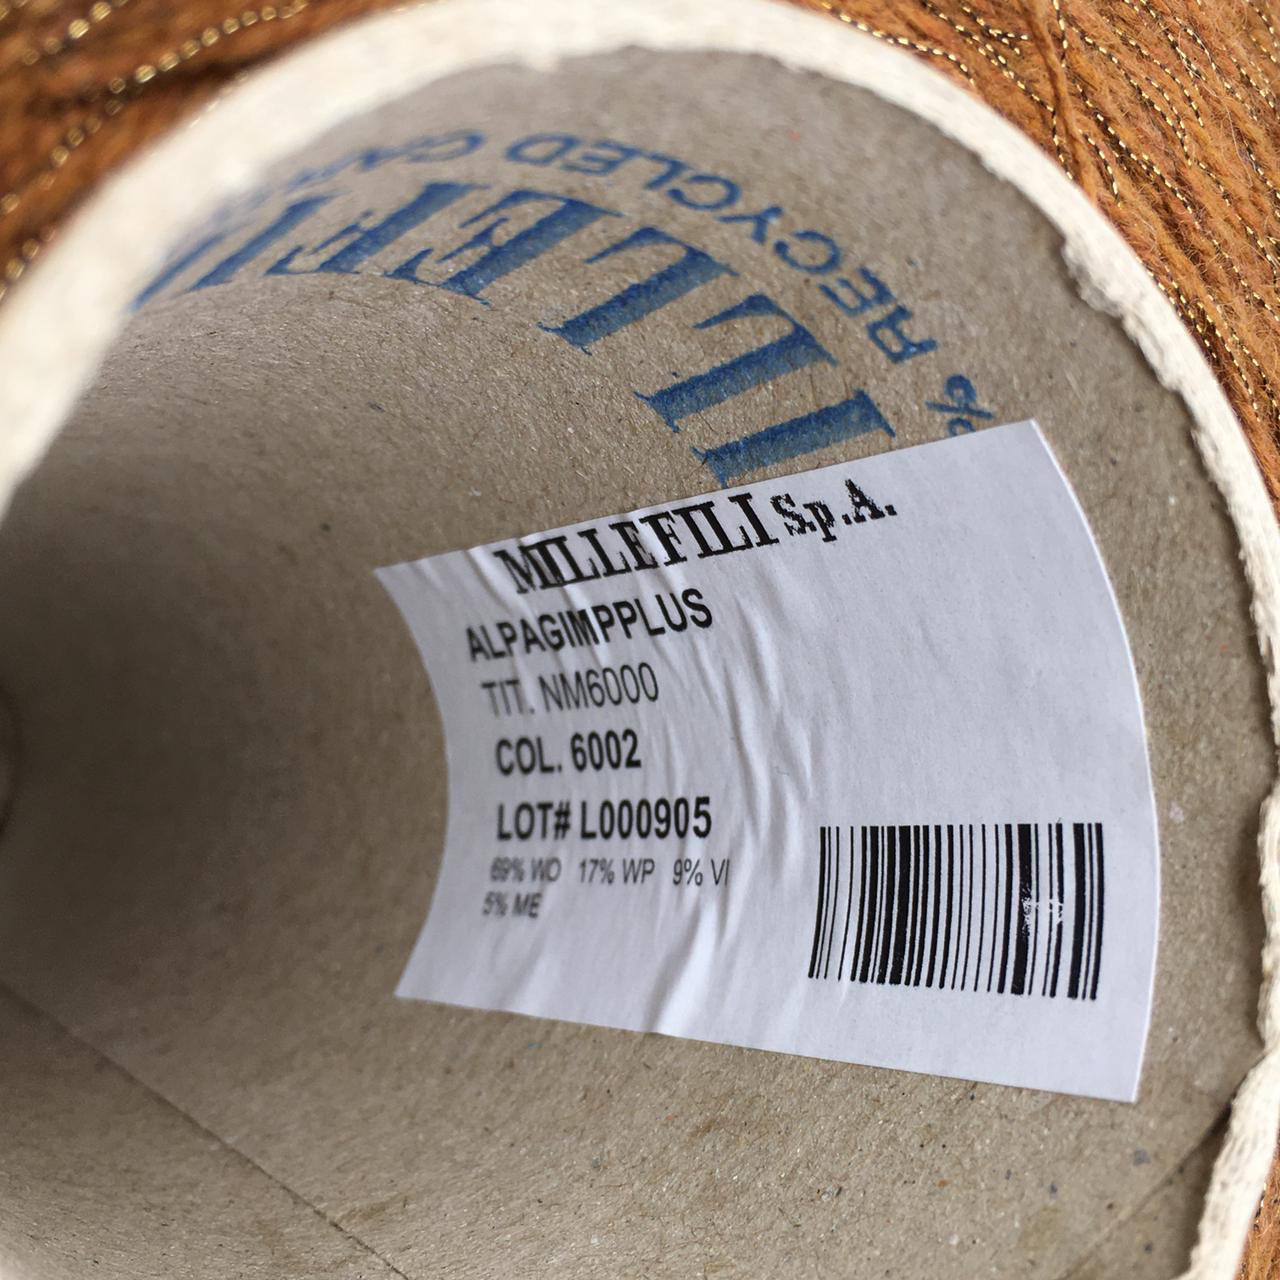 % RECYCLED
MILLEFILI S.p.A.
ALPAGIMPPLUS
TIT. NM6000
COL. 6002
LOT# L000905
69% WO 17% WP 9% VI
5% ME